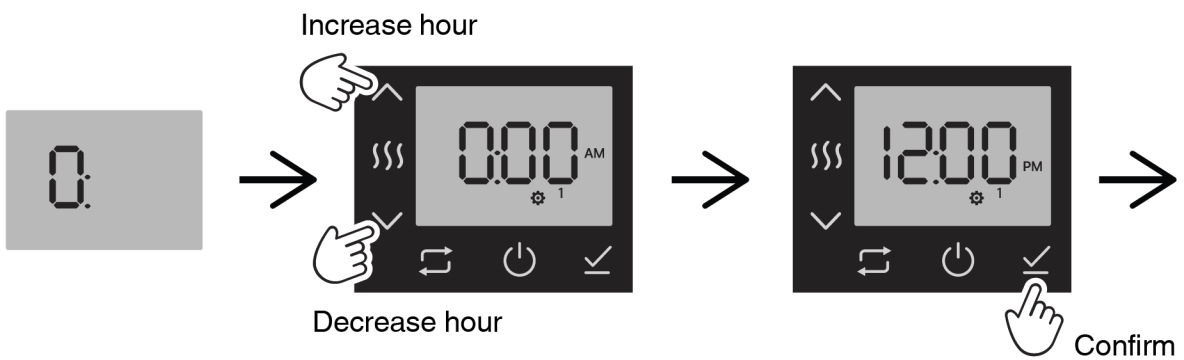 Increase hour
0:
0:00 AM
1
12:00 PM
1
Decrease hour
Confirm